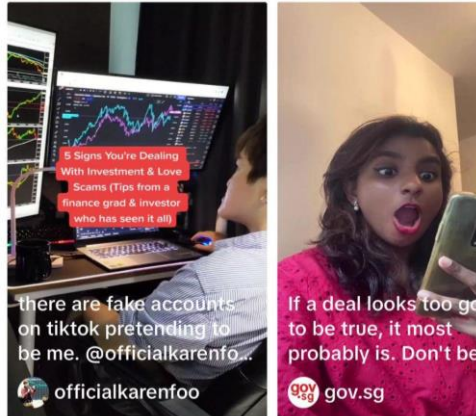 5 Signs You're Dealing
With Investment & Love
Scams (Tips from a
finance grad & investor
who has seen it all)
there are fake accounts
on tiktok pretending to
be me. @officialkarenfo...
officialkarenfoo
If a deal looks too go
to be true, it most
probably is. Don't be
gov
sg
gov.sg